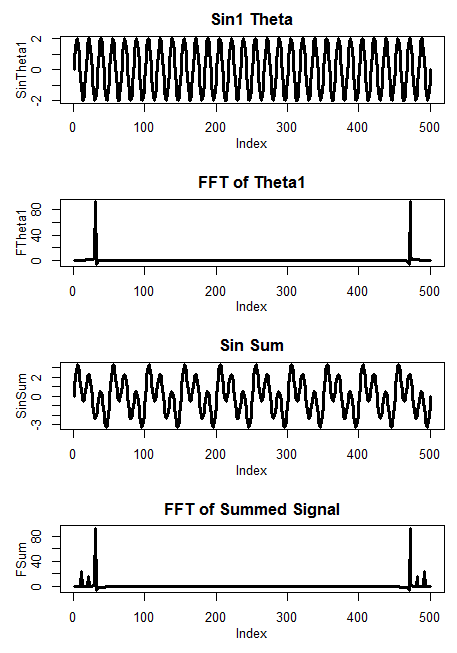 Sin1 Theta
SinTheta1
2
0
-2
0 100 200 300 400 500
Index
FFT of Theta1
FTheta1
80
40
0
0 100 200 300 400 500
Index
Sin Sum
SinSum
2
0
-3
0 100 200 300 400 500
Index
FFT of Summed Signal
FSum
80
40
0
0 100 200 300 400 500
Index